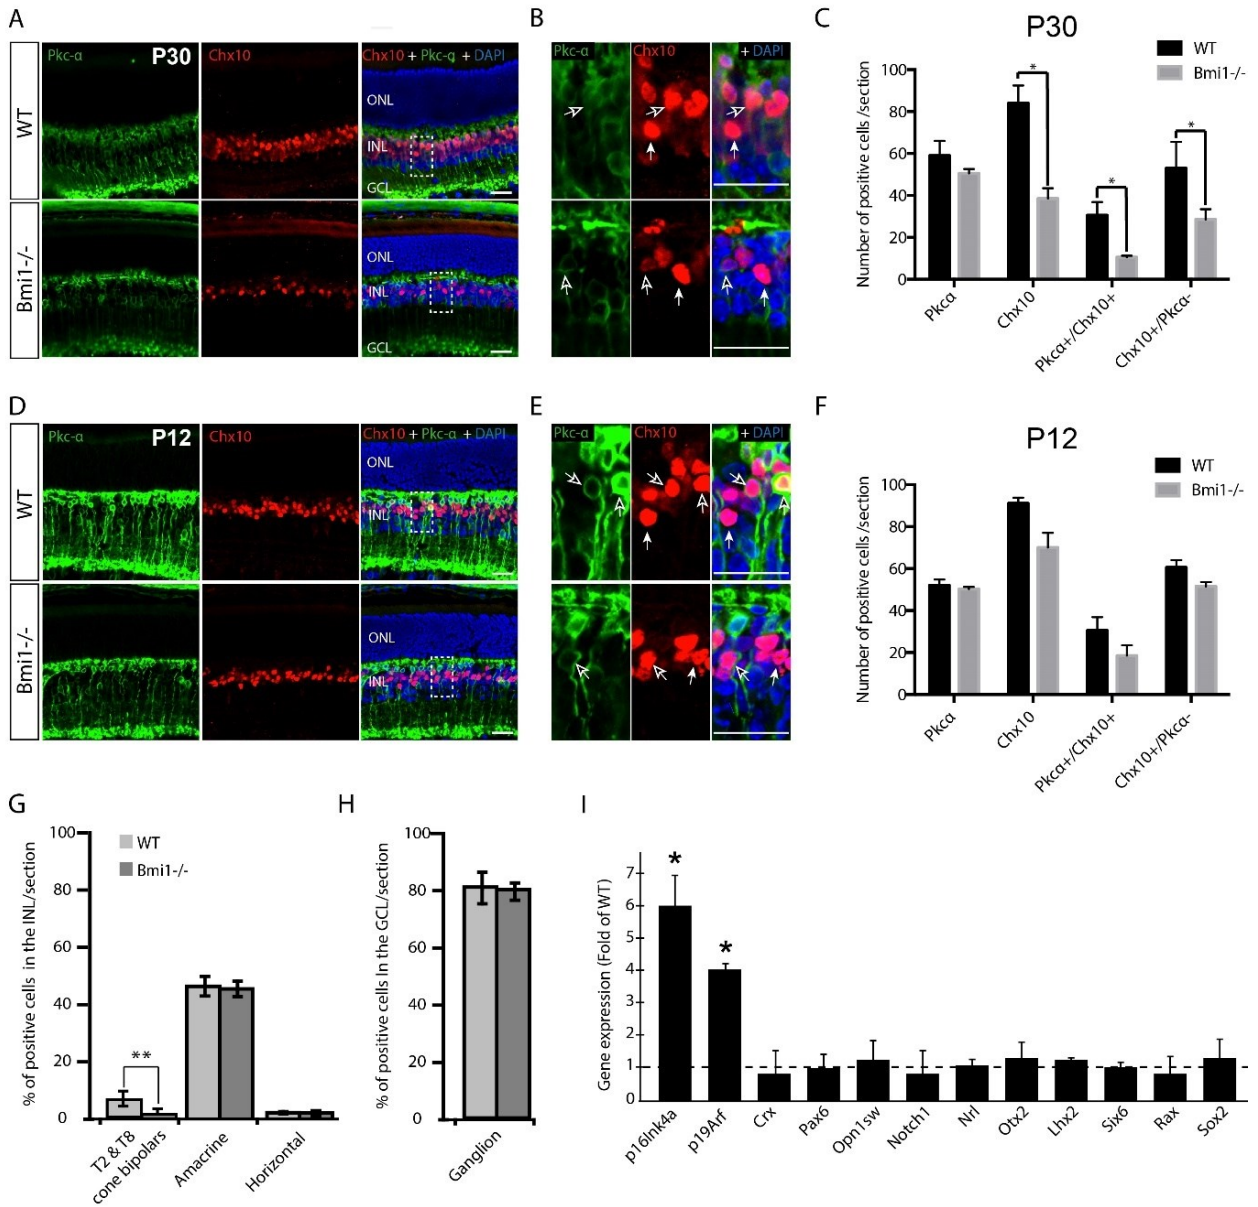 A
Pkc-α
P30
Chx10
Chx10 + Pkc-α + DAPI
WT
ONL
INL
GCL
Bmi1-/-
ONL
INL
GCL
B
Pkc-α
Chx10
+ DAPI
C
P30
WT
Bmi1-/-
Number of positive cells /section
100
80
60
40
20
0
*
*
*
Pkcα
Chx10
Pkcα+/Chx10+
Chx10+/Pkcα-
D
Pkc-α
P12
Chx10
Chx10 + Pkc-α + DAPI
WT
ONL
INL
Bmi1-/-
ONL
INL
E
Pkc-α
Chx10
+ DAPI
F
P12
WT
Bmi1-/-
Number of positive cells /section
100
80
60
40
20
0
Pkcα
Chx10
Pkcα+/Chx10+
Chx10+/Pkcα-
G
WT
Bmi1-/-
% of positive cells in the INL/section
100
80
60
40
20
0
**
T2 & T8
cone bipolars
Amacrine
Horizontal
H
% of positive cells In the GCL/section
100
80
60
40
20
0
Ganglion
I
Gene expression (Fold of WT)
7
6
5
4
3
2
1
0
*
*
p16Ink4a
p19Arf
Crx
Pax6
Opn1sw
Notch1
Nrl
Otx2
Lhx2
Six6
Rax
Sox2